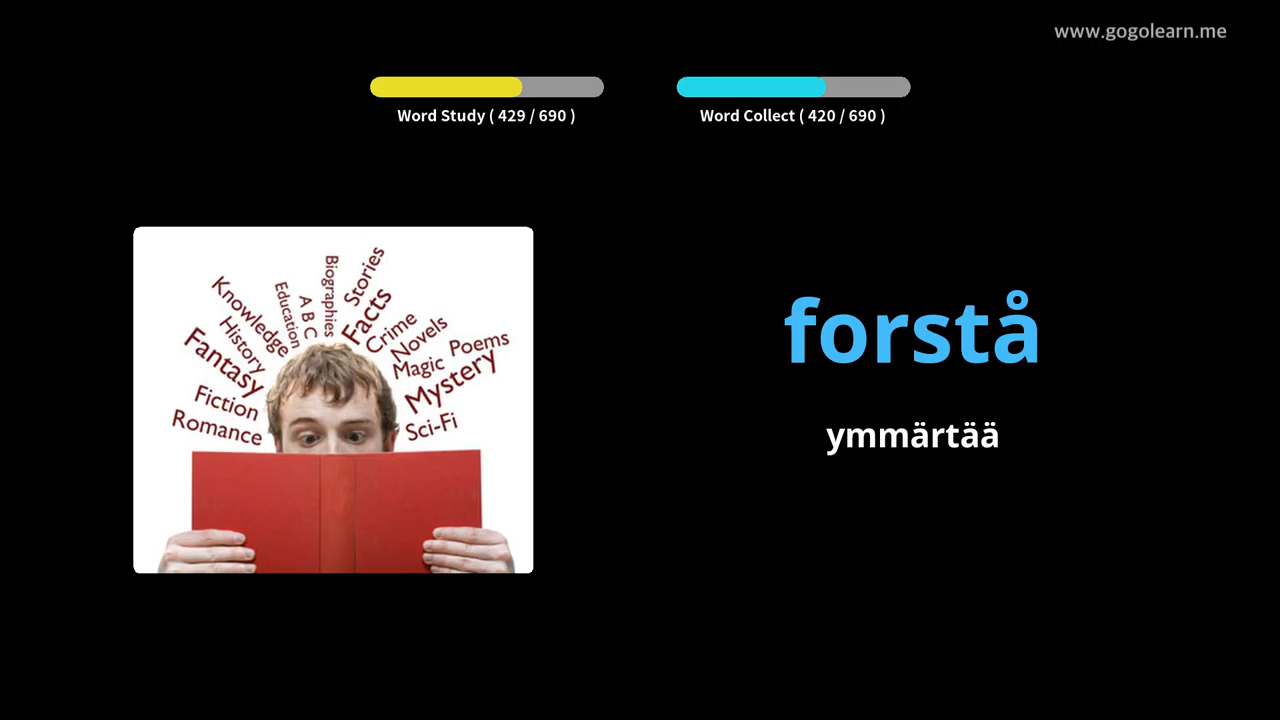 www.gogolearn.me
Word Study ( 429 / 690 )
Word Collect ( 420 / 690 )
Knowledge
History
Fantasy
Fiction
Romance
Education
A B C
Biographies
Stories
Facts
Crime
Novels
Magic
Poems
Mystery
Sci-Fi
forstå
ymmärtää